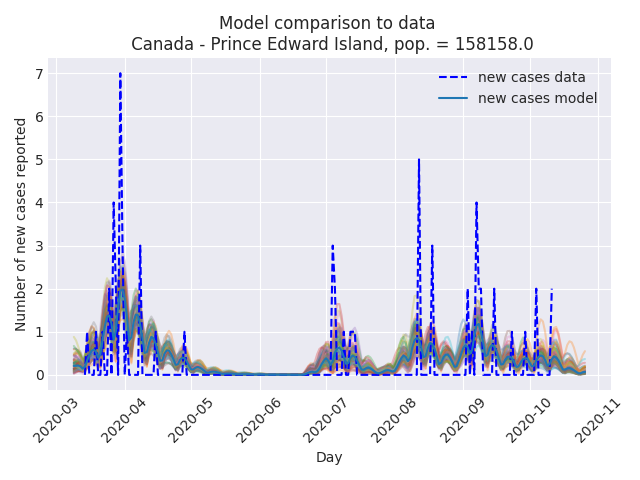 Model comparison to data
Canada - Prince Edward Island, pop. = 158158.0
new cases data
new cases model
Number of new cases reported
7
6
5
4
3
2
1
0
2020-03
2020-04
2020-05
2020-06
2020-07
2020-08
2020-09
2020-10
2020-11
Day